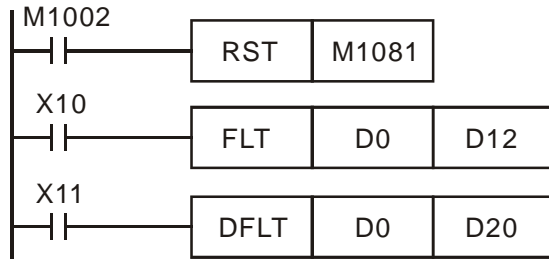 M1002
RST M1081
X10
FLT D0 D12
X11
DFLT D0 D20